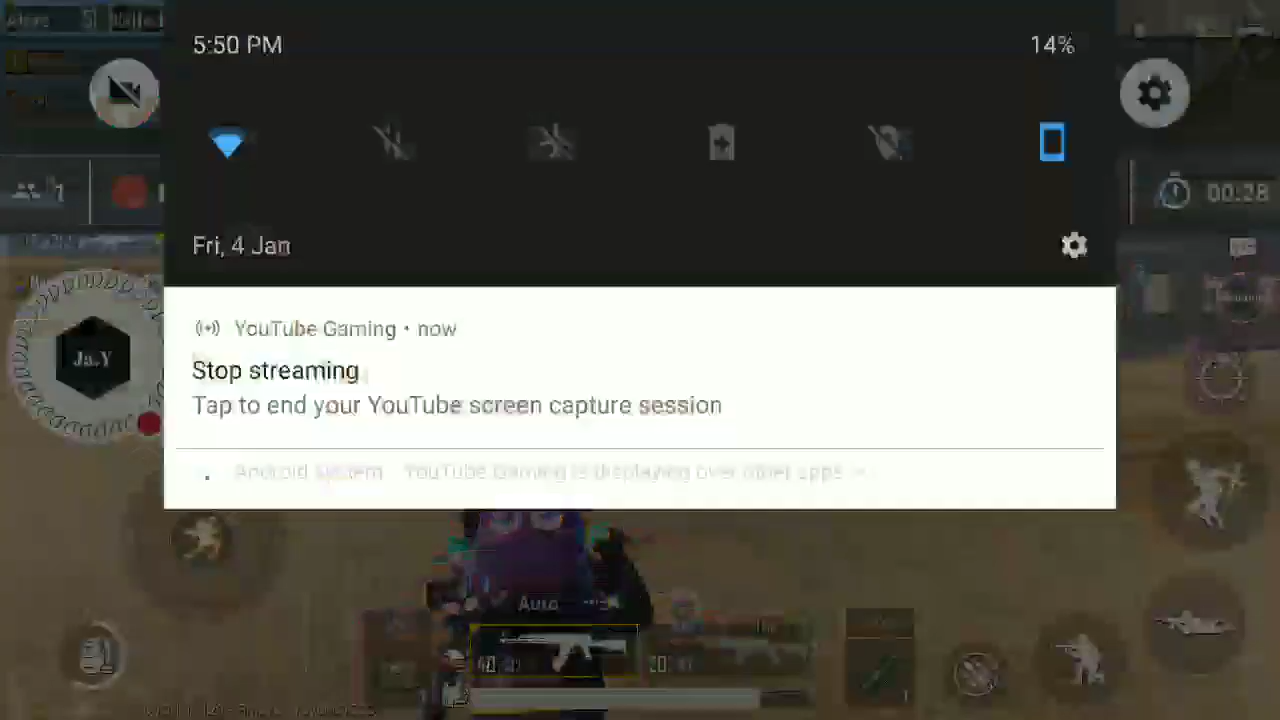 5:50 PM
14%
1
00:28
Fri, 4 Jan
YouTube Gaming • now
Stop streaming
Tap to end your YouTube screen capture session
Android System YouTube Gaming is displaying over other apps
Ja.Y
Auto